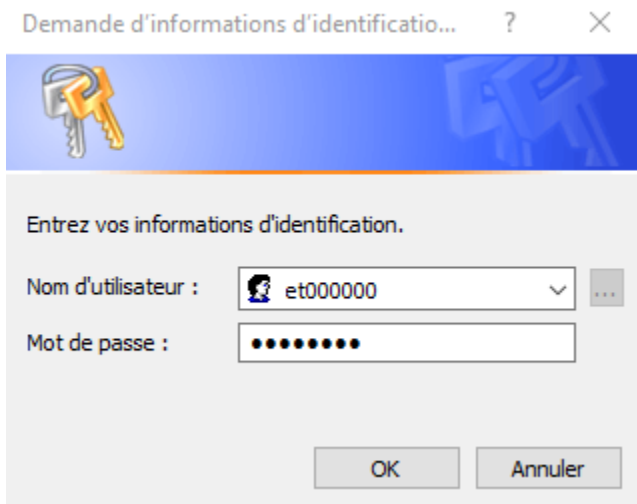 Demande d’informations d’identificatio... ? ×
Entrez vos informations d'identification.
Nom d'utilisateur : et000000 ...
Mot de passe : ••••••••
OK Annuler